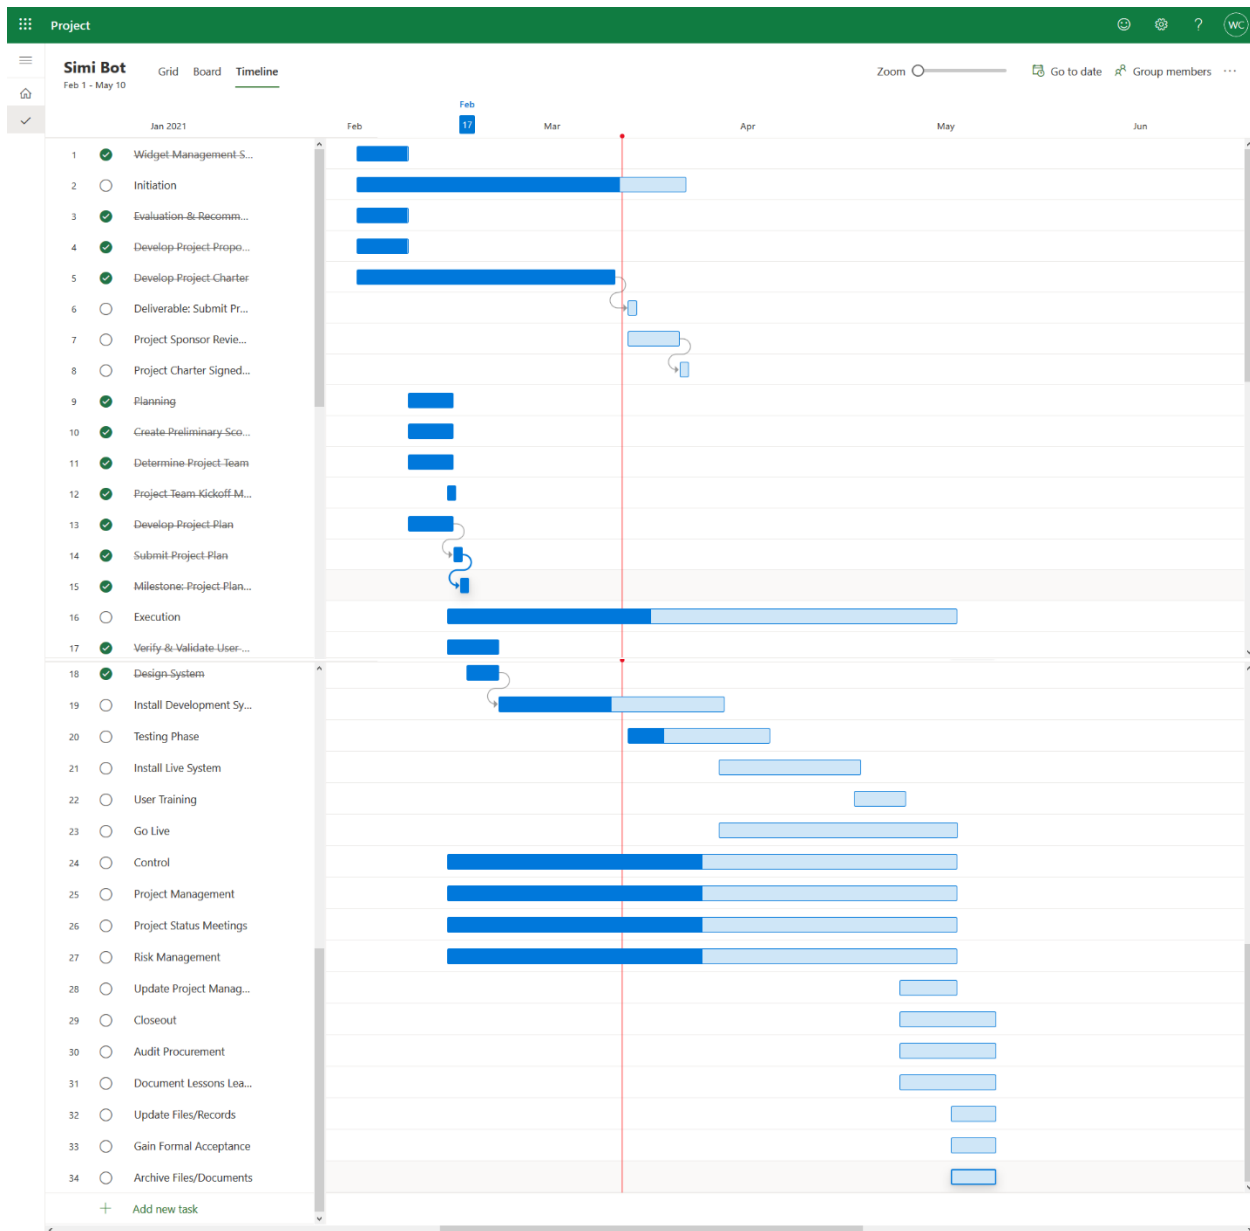 Project
WC
Simi Bot
Feb 1 - May 10
Grid Board Timeline
Zoom
Go to date
Group members
Feb
Jan 2021 Feb 17 Mar Apr May Jun
1 Widget Management S...
2 Initiation
3 Evaluation & Recomm...
4 Develop Project Propo...
5 Develop Project Charter
6 Deliverable: Submit Pr...
7 Project Sponsor Revie...
8 Project Charter Signed...
9 Planning
10 Create Preliminary Sco...
11 Determine Project Team
12 Project Team Kickoff M...
13 Develop Project Plan
14 Submit Project Plan
15 Milestone: Project Plan...
16 Execution
17 Verify & Validate User ...
18 Design System
19 Install Development Sy...
20 Testing Phase
21 Install Live System
22 User Training
23 Go Live
24 Control
25 Project Management
26 Project Status Meetings
27 Risk Management
28 Update Project Manag...
29 Closeout
30 Audit Procurement
31 Document Lessons Lea...
32 Update Files/Records
33 Gain Formal Acceptance
34 Archive Files/Documents
Add new task